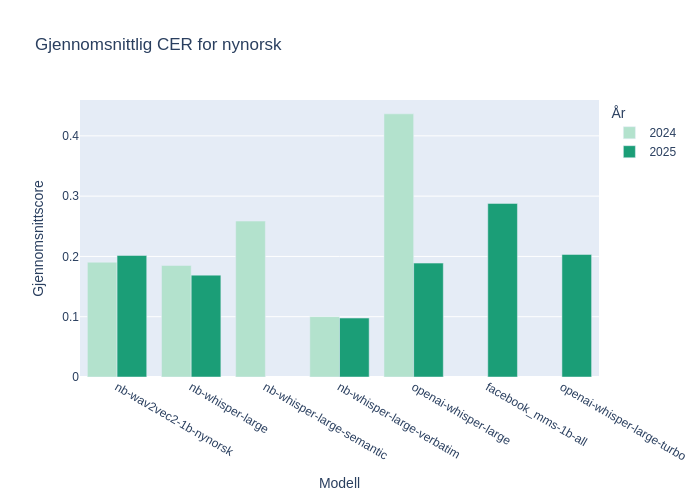 Gjennomsnittlig CER for nynorsk
År
2024
2025
Gjennomsnittscore
0.4
0.3
0.2
0.1
0
nb-wav2vec2-1b-nynorsk
nb-whisper-large
nb-whisper-large-semantic
nb-whisper-large-verbatim
openai-whisper-large
facebook_mms-1b-all
openai-whisper-large-turbo
Modell